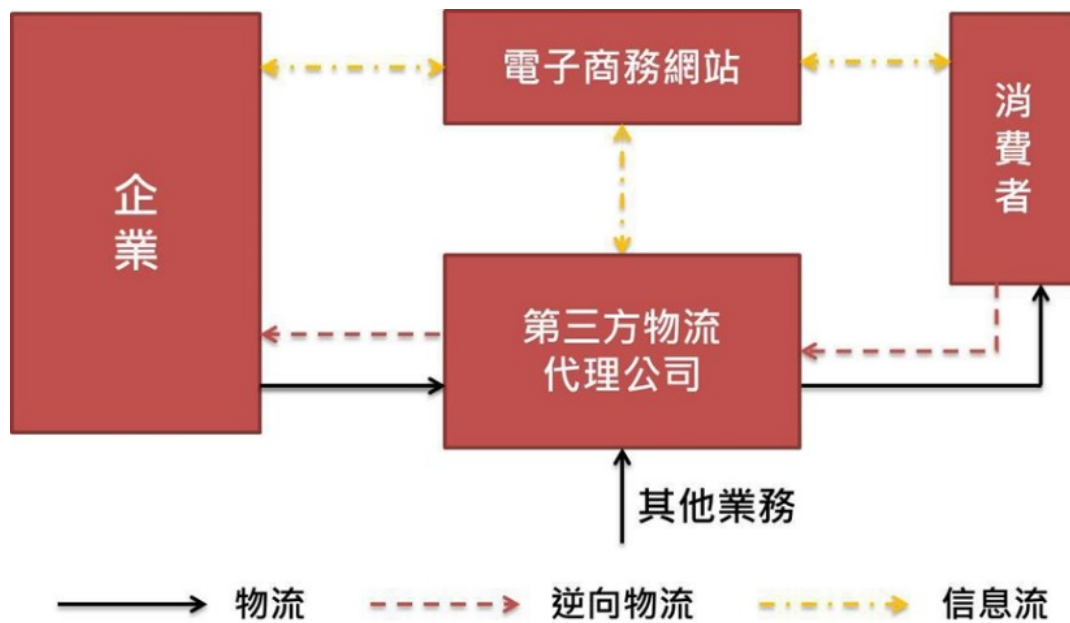 電子商務網站
消費者
企業
第三方物流
代理公司
其他業務
物流
逆向物流
信息流